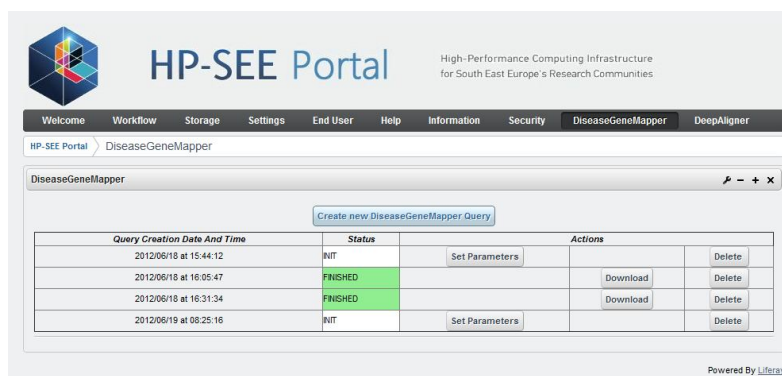 HP-SEE Portal
High-Performance Computing Infrastructure
for South East Europe's Research Communities
Welcome Workflow Storage Settings End User Help Information Security DiseaseGeneMapper DeepAligner
HP-SEE Portal DiseaseGeneMapper
DiseaseGeneMapper
Create new DiseaseGeneMapper Query
Query Creation Date And Time Status Actions
2012/06/18 at 15:44:12 INIT Set Parameters Delete
2012/06/18 at 16:05:47 FINISHED Download Delete
2012/06/18 at 16:31:34 FINISHED Download Delete
2012/06/19 at 08:25:16 INIT Set Parameters Delete
Powered By